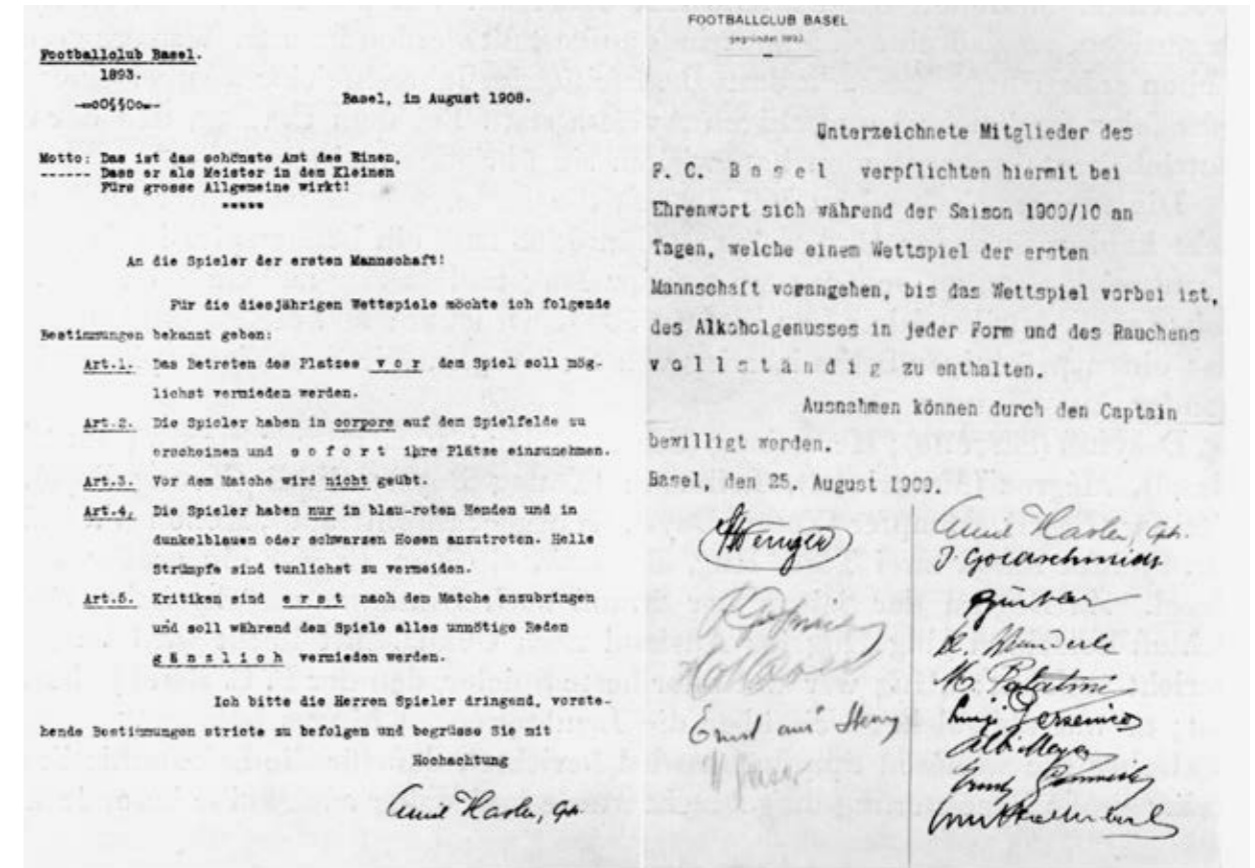 Footballclub Basel.
1893.
Basel, im August 1908.
Motto: Das ist das schönste Amt des Einen,
------ Dass er als Meister in dem Kleinen
Fürs grosse Allgemeine wirkt!
*****
An die Spieler der ersten Mannschaft!
Für die diesjährigen Wettspiele möchte ich folgende
Bestimmungen bekannt geben:
Art.1. Das Betreten des Platzes v o r dem Spiel soll mög-
lichst vermieden werden.
Art.2. Die Spieler haben in corpore auf dem Spielfelde zu
erscheinen und s o f o r t ihre Plätze einzunehmen.
Art.3. Vor dem Matche wird nicht geübt.
Art.4. Die Spieler haben nur in blau-roten Hemden und in
dunkelblauen oder schwarzen Hosen anzutreten. Helle
Strümpfe sind tunlichst zu vermeiden.
Art.5. Kritiken sind e r s t nach dem Matche anzubringen
und soll während dem Spiele alles unnötige Reden
g ä n z l i c h vermieden werden.
Ich bitte die Herren Spieler dringend, vorste-
hende Bestimmungen strikte zu befolgen und begrüsse Sie mit
Hochachtung
Emil Hasler, Cpt.
FOOTBALLCLUB BASEL
gegründet 1893.
Unterzeichnete Mitglieder des
F. C. B a s e l verpflichten hiermit bei
Ehrenwort sich während der Saison 1909/10 an
Tagen, welche einem Wettspiel der ersten
Mannschaft vorangehen, bis das Wettspiel vorbei ist,
des Alkoholgenusses in jeder Form und des Rauchens
v o l l s t ä n d i g zu enthalten.
Ausnahmen können durch den Captain
bewilligt werden.
Basel, den 25. August 1909.
Wenger
Emil Hasler, Cpt.
J. Goldschmidt
M. Palatini
Albi Meyer